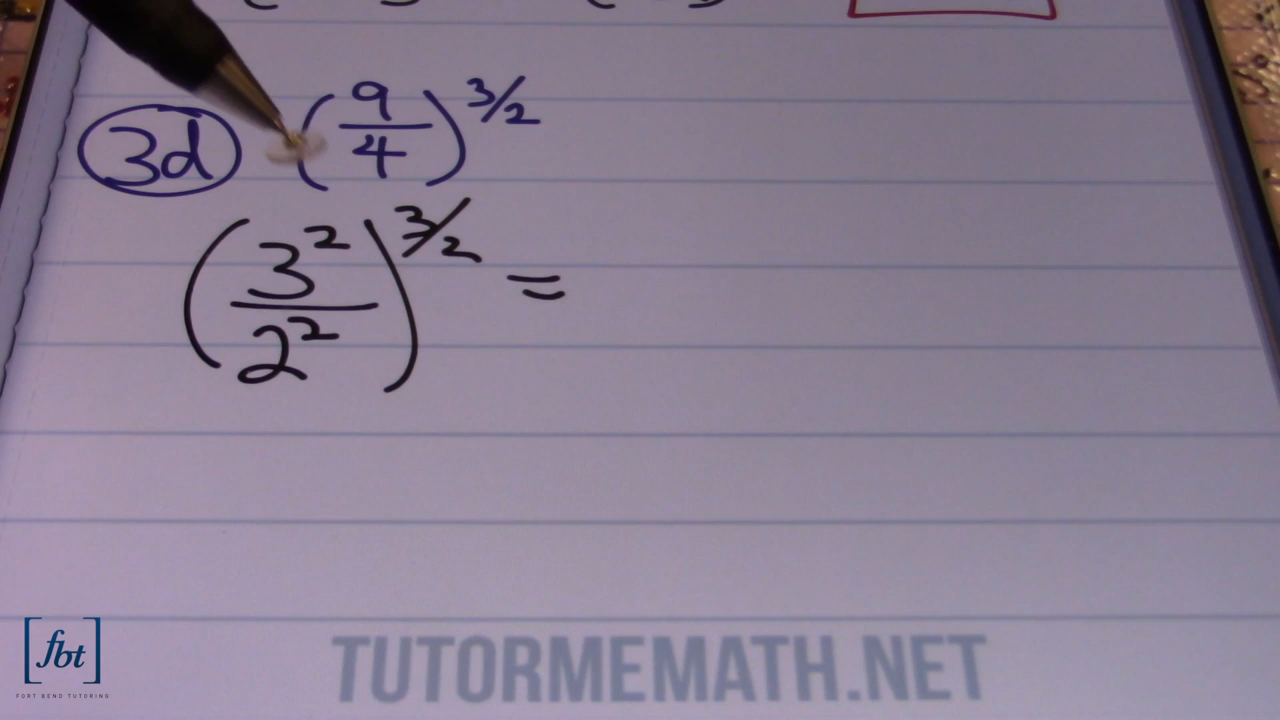 3d (9/4)^3/2
(3^2/2^2)^3/2 =
[fbt]
FORT BEND TUTORING
TUTORMEMATH.NET